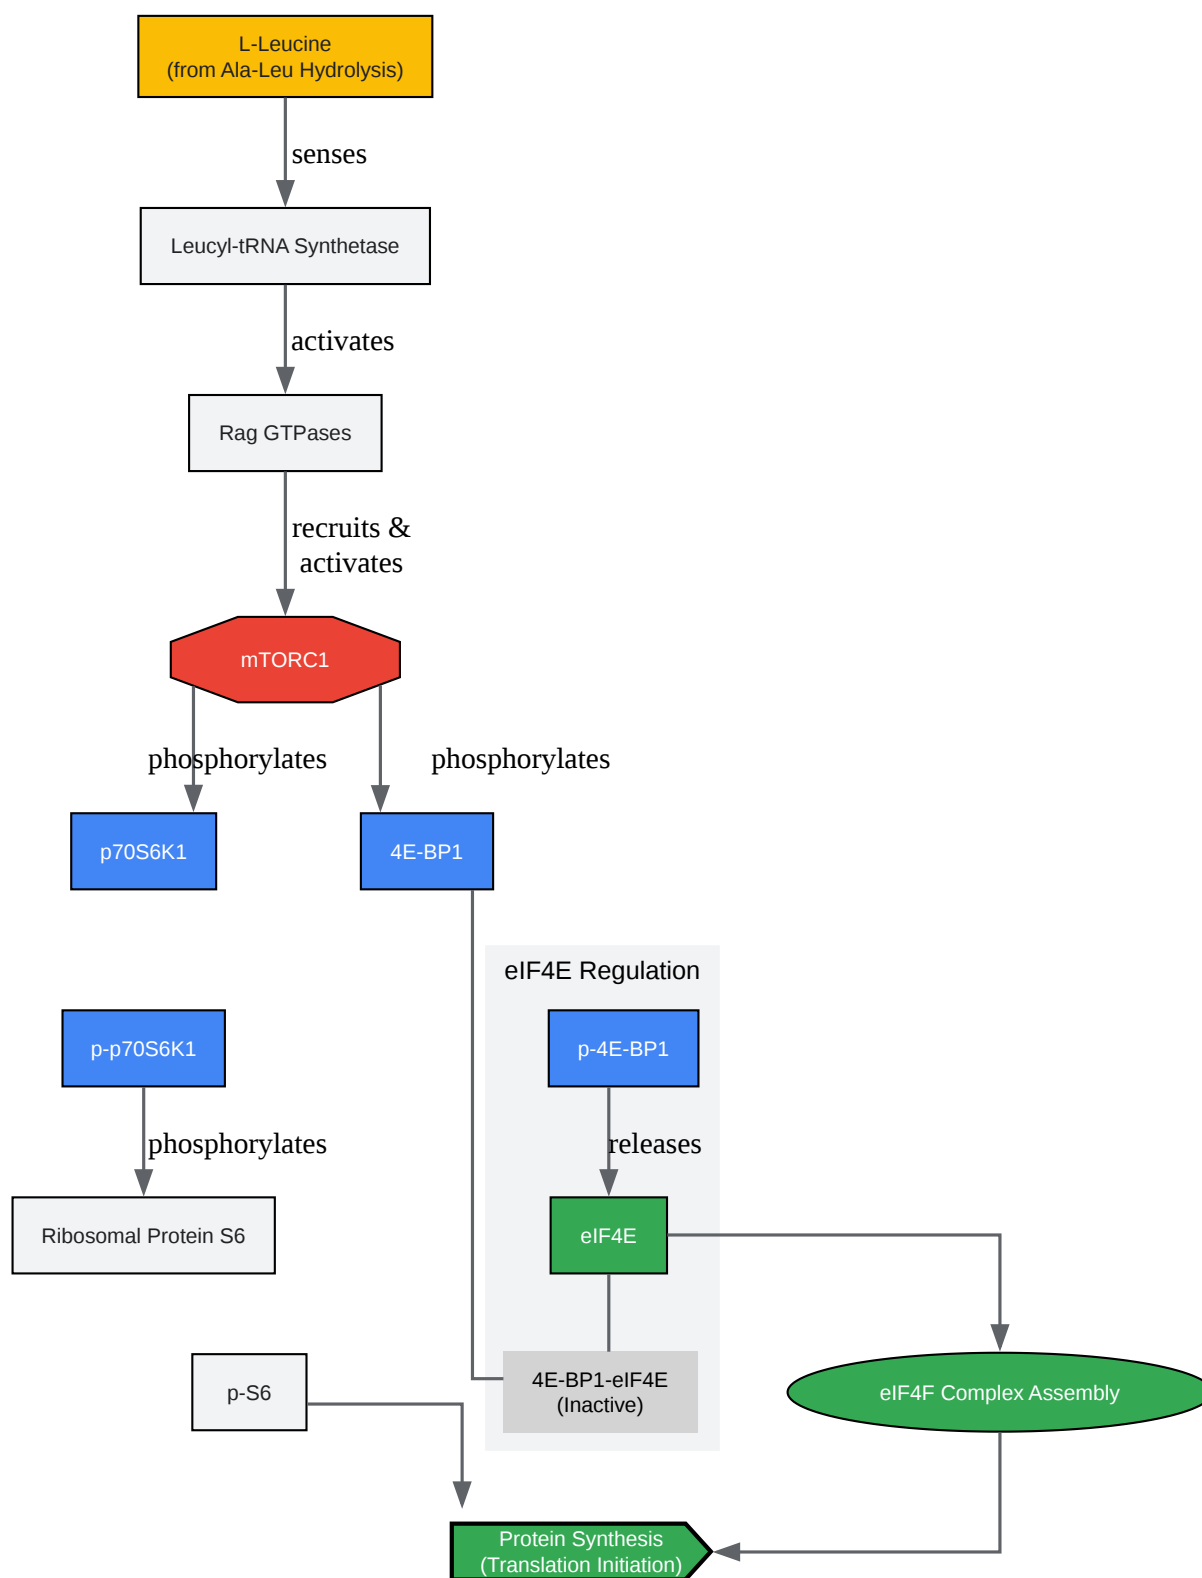 L-Leucine
(from Ala-Leu Hydrolysis)
senses
Leucyl-tRNA Synthetase
activates
Rag GTPases
recruits &
activates
mTORC1
phosphorylates
phosphorylates
p70S6K1
4E-BP1
eIF4E Regulation
p-p70S6K1
p-4E-BP1
phosphorylates
releases
Ribosomal Protein S6
eIF4E
p-S6
4E-BP1-eIF4E
(Inactive)
eIF4F Complex Assembly
Protein Synthesis
(Translation Initiation)